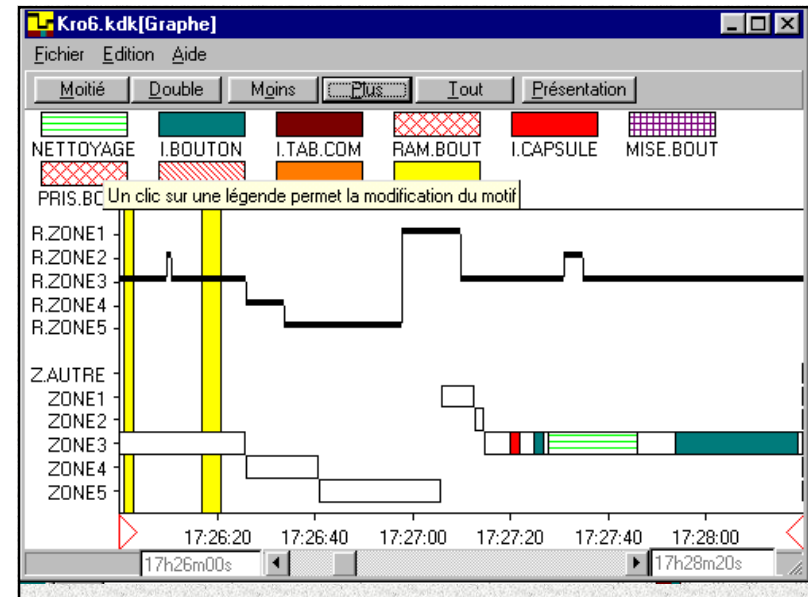 Kro6.kdk[Graphe]
Fichier Edition Aide
Moitié Double Moins Plus Tout Présentation
NETTOYAGE I.BOUTON I.TAB.COM RAM.BOUT I.CAPSULE MISE.BOUT
PRIS.BO Un clic sur une légende permet la modification du motif
R.ZONE1
R.ZONE2
R.ZONE3
R.ZONE4
R.ZONE5
Z.AUTRE
ZONE1
ZONE2
ZONE3
ZONE4
ZONE5
17:26:20 17:26:40 17:27:00 17:27:20 17:27:40 17:28:00
17h26m00s 17h28m20s